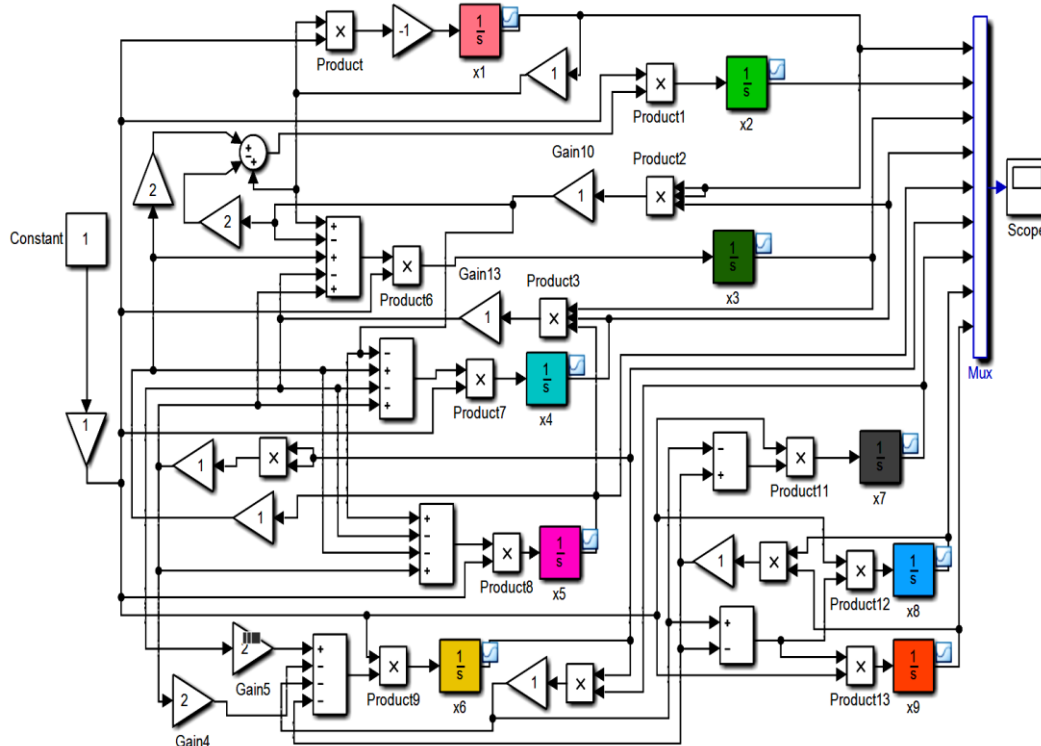 -1
1
s
x1
Product
1
Product1
1
s
x2
Gain10
Product2
2
1
2
Constant
1
Scope
Product6
1
s
x3
Gain13
Product3
1
Mux
Product7
1
s
x4
1
1
1
Product11
1
s
x7
Product8
1
s
x5
1
Product12
1
s
x8
2
Gain5
Product9
1
s
x6
1
Product13
1
s
x9
2
Gain4